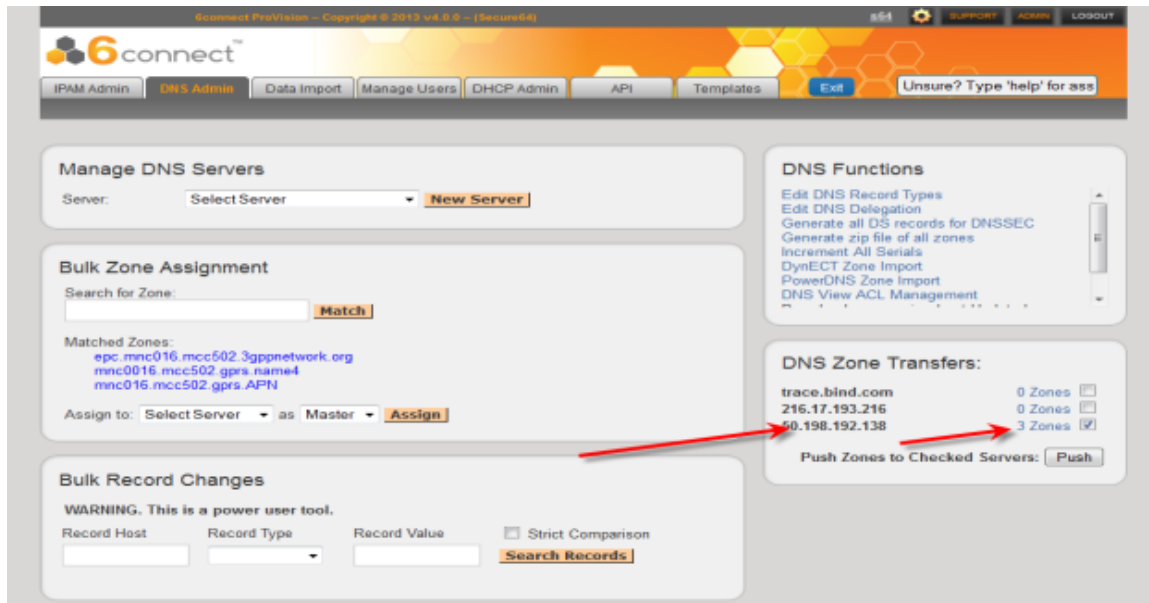 6connect ProVision – Copyright © 2013 v4.0.0 – (Secure64)
s64 SUPPORT ADMIN LOGOUT
6connect™
IPAM Admin DNS Admin Data Import Manage Users DHCP Admin API Templates Exit Unsure? Type 'help' for ass
Manage DNS Servers
Server: Select Server New Server
Bulk Zone Assignment
Search for Zone:
Match
Matched Zones:
epc.mnc016.mcc502.3gppnetwork.org
mnc0016.mcc502.gprs.name4
mnc016.mcc502.gprs.APN
Assign to: Select Server as Master Assign
Bulk Record Changes
WARNING. This is a power user tool.
Record Host Record Type Record Value Strict Comparison
Search Records
DNS Functions
Edit DNS Record Types
Edit DNS Delegation
Generate all DS records for DNSSEC
Generate zip file of all zones
Increment All Serials
DynECT Zone Import
PowerDNS Zone Import
DNS View ACL Management
DNS Zone Transfers:
trace.bind.com 0 Zones
216.17.193.216 0 Zones
50.198.192.138 3 Zones
Push Zones to Checked Servers: Push